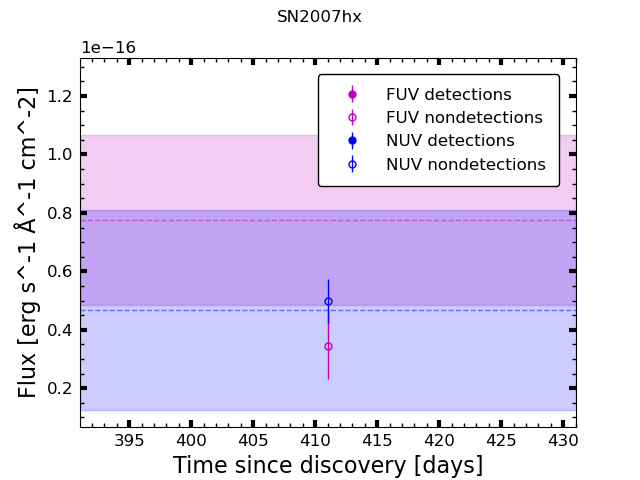 SN2007hx
1e−16
FUV detections
FUV nondetections
NUV detections
NUV nondetections
1.2
1.0
0.8
0.6
0.4
0.2
Flux [erg s^-1 Å^-1 cm^-2]
395 400 405 410 415 420 425 430
Time since discovery [days]